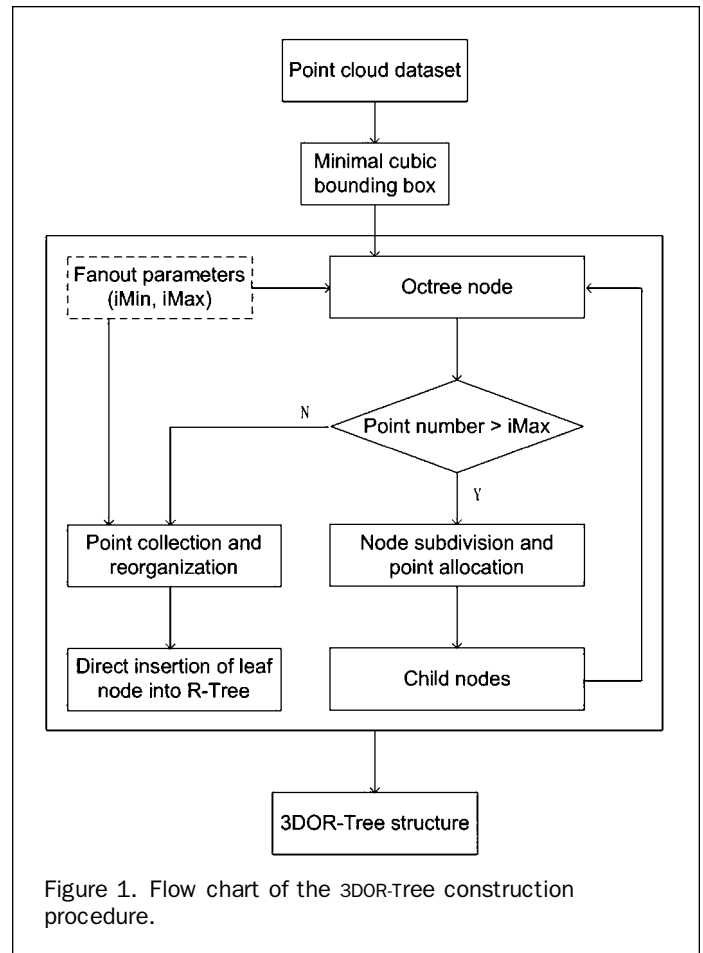 Point cloud dataset
Minimal cubic
bounding box
Fanout parameters
(iMin, iMax)
Octree node
N
Point number > iMax
Y
Point collection and
reorganization
Node subdivision and
point allocation
Direct insertion of leaf
node into R-Tree
Child nodes
3DOR-Tree structure
Figure 1. Flow chart of the 3DOR-Tree construction
procedure.